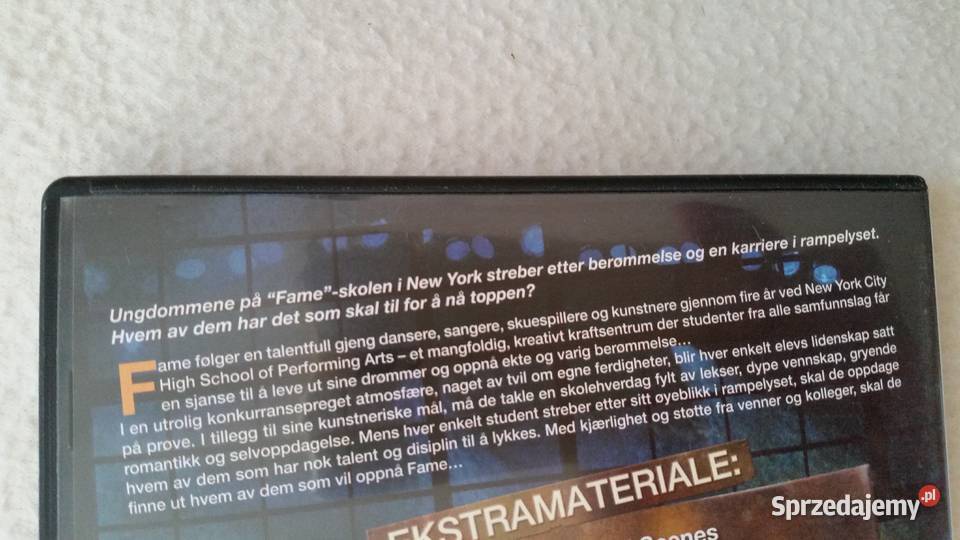 Ungdommene på “Fame”-skolen i New York streber etter berømmelse og en karriere i rampelyset.
Hvem av dem har det som skal til for å nå toppen?
Fame følger en talentfull gjeng dansere, sangere, skuespillere og kunstnere gjennom fire år ved New York City
High School of Performing Arts – et mangfoldig, kreativt kraftsentrum der studenter fra alle samfunnslag får
en sjanse til å leve ut sine drømmer og oppnå ekte og varig berømmelse...
I en utrolig konkurransepreget atmosfære, naget av tvil om egne ferdigheter, blir hver enkelt elevs lidenskap satt
på prøve. I tillegg til sine kunstneriske mål, må de takle en skolehverdag fylt av lekser, dype vennskap, gryende
romantikk og selvoppdagelse. Mens hver enkelt student streber etter sitt øyeblikk i rampelyset, skal de oppdage
hvem av dem som har nok talent og disiplin til å lykkes. Med kjærlighet og støtte fra venner og kolleger, skal de
finne ut hvem av dem som vil oppnå Fame...
EKSTRAMATERIALE:
Scenes
Sprzedajemy.pl